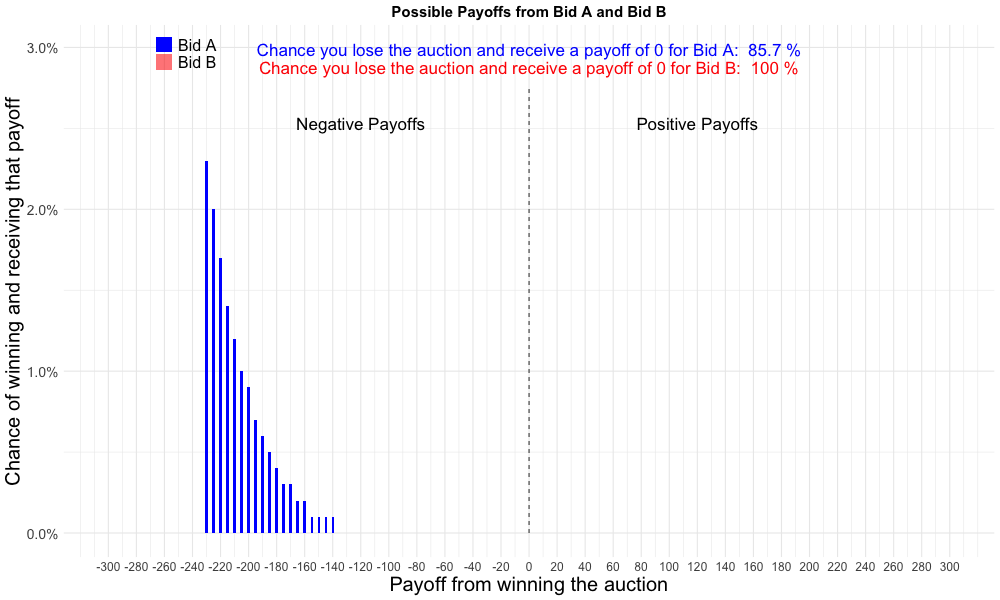 Possible Payoffs from Bid A and Bid B
Bid A
Bid B
Chance you lose the auction and receive a payoff of 0 for Bid A:  85.7 %
Chance you lose the auction and receive a payoff of 0 for Bid B:  100 %
Negative Payoffs
Positive Payoffs
Chance of winning and receiving that payoff
3.0%
2.0%
1.0%
0.0%
-300 -280 -260 -240 -220 -200 -180 -160 -140 -120 -100 -80 -60 -40 -20 0 20 40 60 80 100 120 140 160 180 200 220 240 260 280 300
Payoff from winning the auction